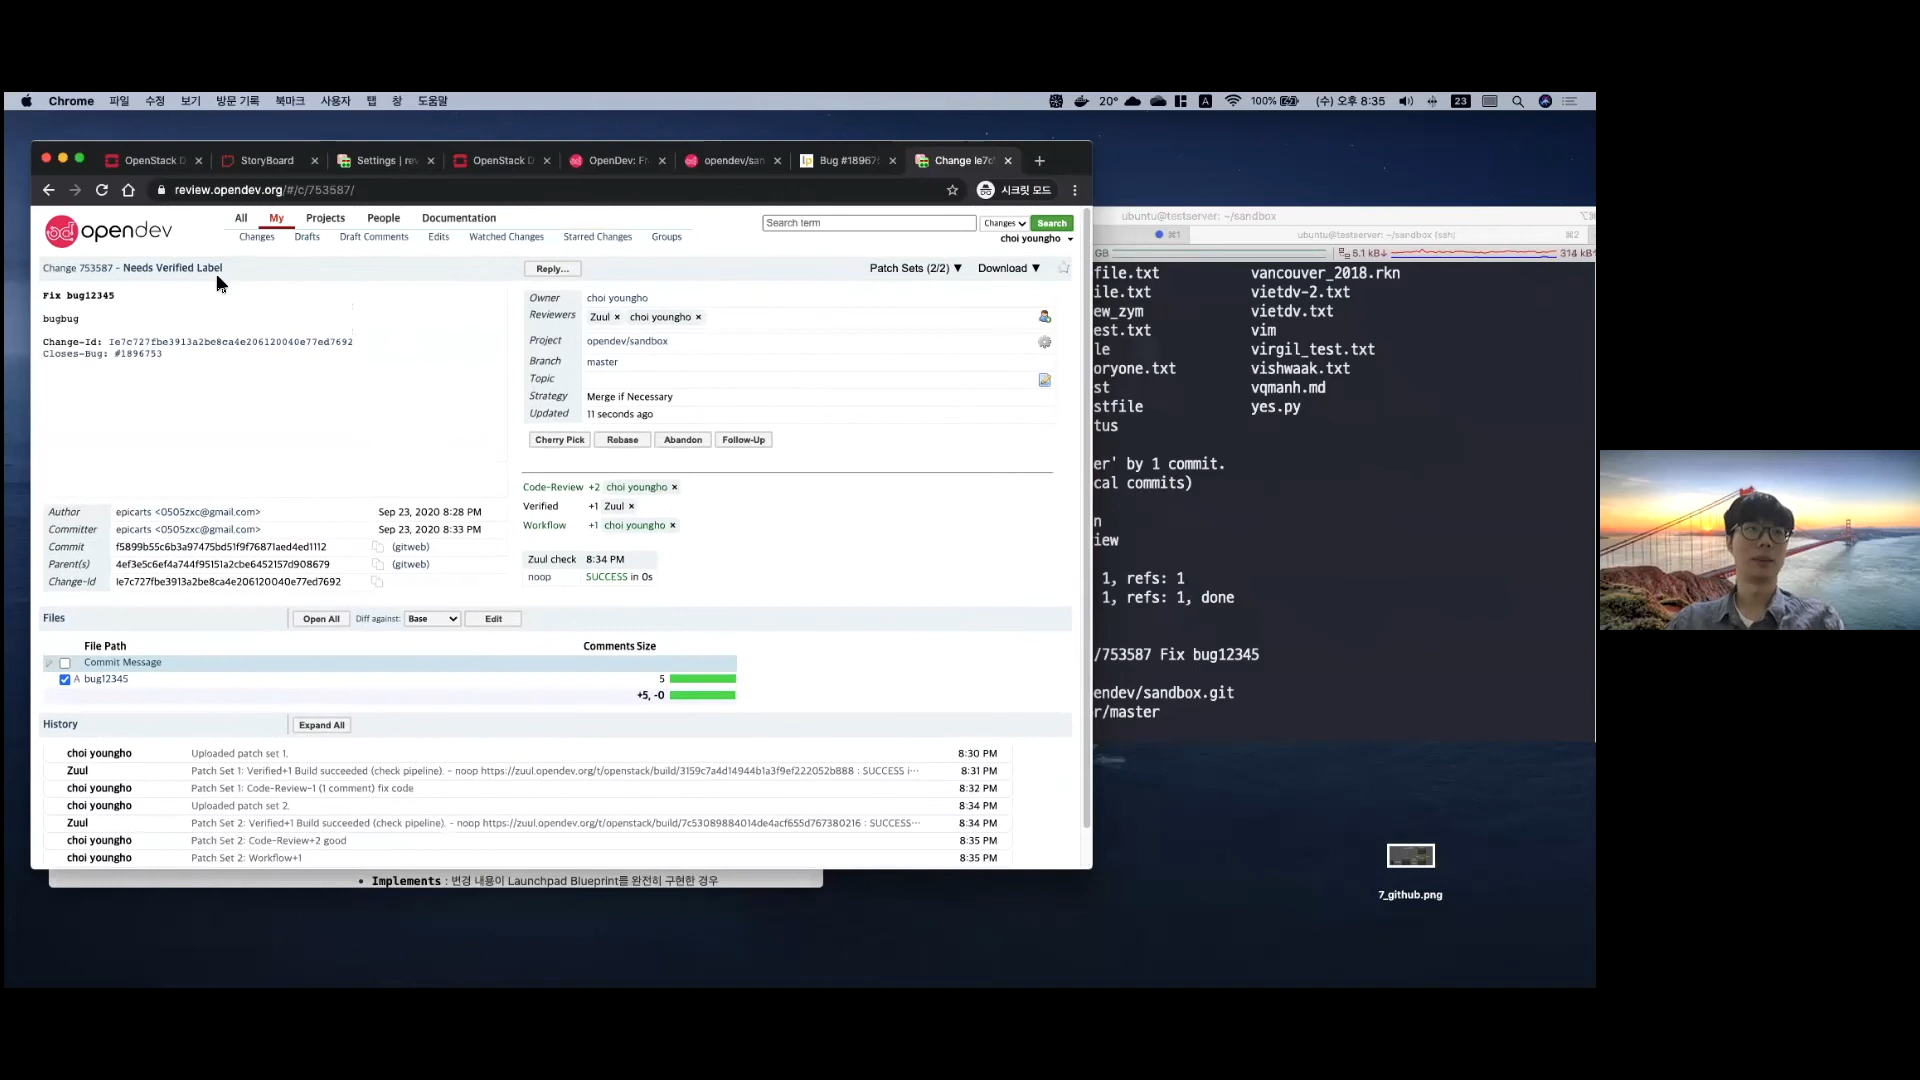 Chrome 파일 수정 보기 방문 기록 북마크 사용자 탭 창 도움말 20° A 100% (수) 오후 8:35 23
OpenStack D StoryBoard Settings | rev OpenStack D OpenDev: Fr opendev/san lp Bug #18967 Change Ie7c
review.opendev.org/#/c/753587/ 시크릿 모드
opendev
All My Projects People Documentation
Changes Drafts Draft Comments Edits Watched Changes Starred Changes Groups
Search term Changes Search
choi youngho
Change 753587 - Needs Verified Label Reply... Patch Sets (2/2) ▼ Download ▼
Fix bug12345
bugbug
Change-Id: Ie7c727fbe3913a2be8ca4e206120040e77ed7692
Closes-Bug: #1896753
Owner choi youngho
Reviewers Zuul × choi youngho ×
Project opendev/sandbox
Branch master
Topic
Strategy Merge if Necessary
Updated 11 seconds ago
Cherry Pick Rebase Abandon Follow-Up
Code-Review +2 choi youngho ×
Verified +1 Zuul ×
Workflow +1 choi youngho ×
Zuul check 8:34 PM
noop SUCCESS in 0s
Author epicarts <0505zxc@gmail.com> Sep 23, 2020 8:28 PM
Committer epicarts <0505zxc@gmail.com> Sep 23, 2020 8:33 PM
Commit f5899b55c6b3a97475bd51f9f76871aed4ed1112 (gitweb)
Parent(s) 4ef3e5c6ef4a744f95151a2cbe6452157d908679 (gitweb)
Change-Id Ie7c727fbe3913a2be8ca4e206120040e77ed7692
Files Open All Diff against: Base Edit
File Path Comments Size
Commit Message
A bug12345 5
+5, -0
History Expand All
choi youngho Uploaded patch set 1. 8:30 PM
Zuul Patch Set 1: Verified+1 Build succeeded (check pipeline). - noop https://zuul.opendev.org/t/openstack/build/3159c7a4d14944b1a3f9ef222052b888 : SUCCESS i··· 8:31 PM
choi youngho Patch Set 1: Code-Review-1 (1 comment) fix code 8:32 PM
choi youngho Uploaded patch set 2. 8:34 PM
Zuul Patch Set 2: Verified+1 Build succeeded (check pipeline). - noop https://zuul.opendev.org/t/openstack/build/7c53089884014de4acf655d767380216 : SUCCESS··· 8:34 PM
choi youngho Patch Set 2: Code-Review+2 good 8:35 PM
choi youngho Patch Set 2: Workflow+1 8:35 PM
• Implements : 변경 내용이 Launchpad Blueprint를 완전히 구현한 경우
ubuntu@testserver: ~/sandbox
⌘1 ubuntu@testserver: ~/sandbox (ssh) ⌘2
GB 5.1 kB↓ 314 kB
file.txt vancouver_2018.rkn
ile.txt vietdv-2.txt
ew_zym vietdv.txt
est.txt vim
le virgil_test.txt
oryone.txt vishwaak.txt
st vqmanh.md
stfile yes.py
tus
er' by 1 commit.
cal commits)
n
iew
1, refs: 1
1, refs: 1, done
/753587 Fix bug12345
endev/sandbox.git
r/master
7_github.png